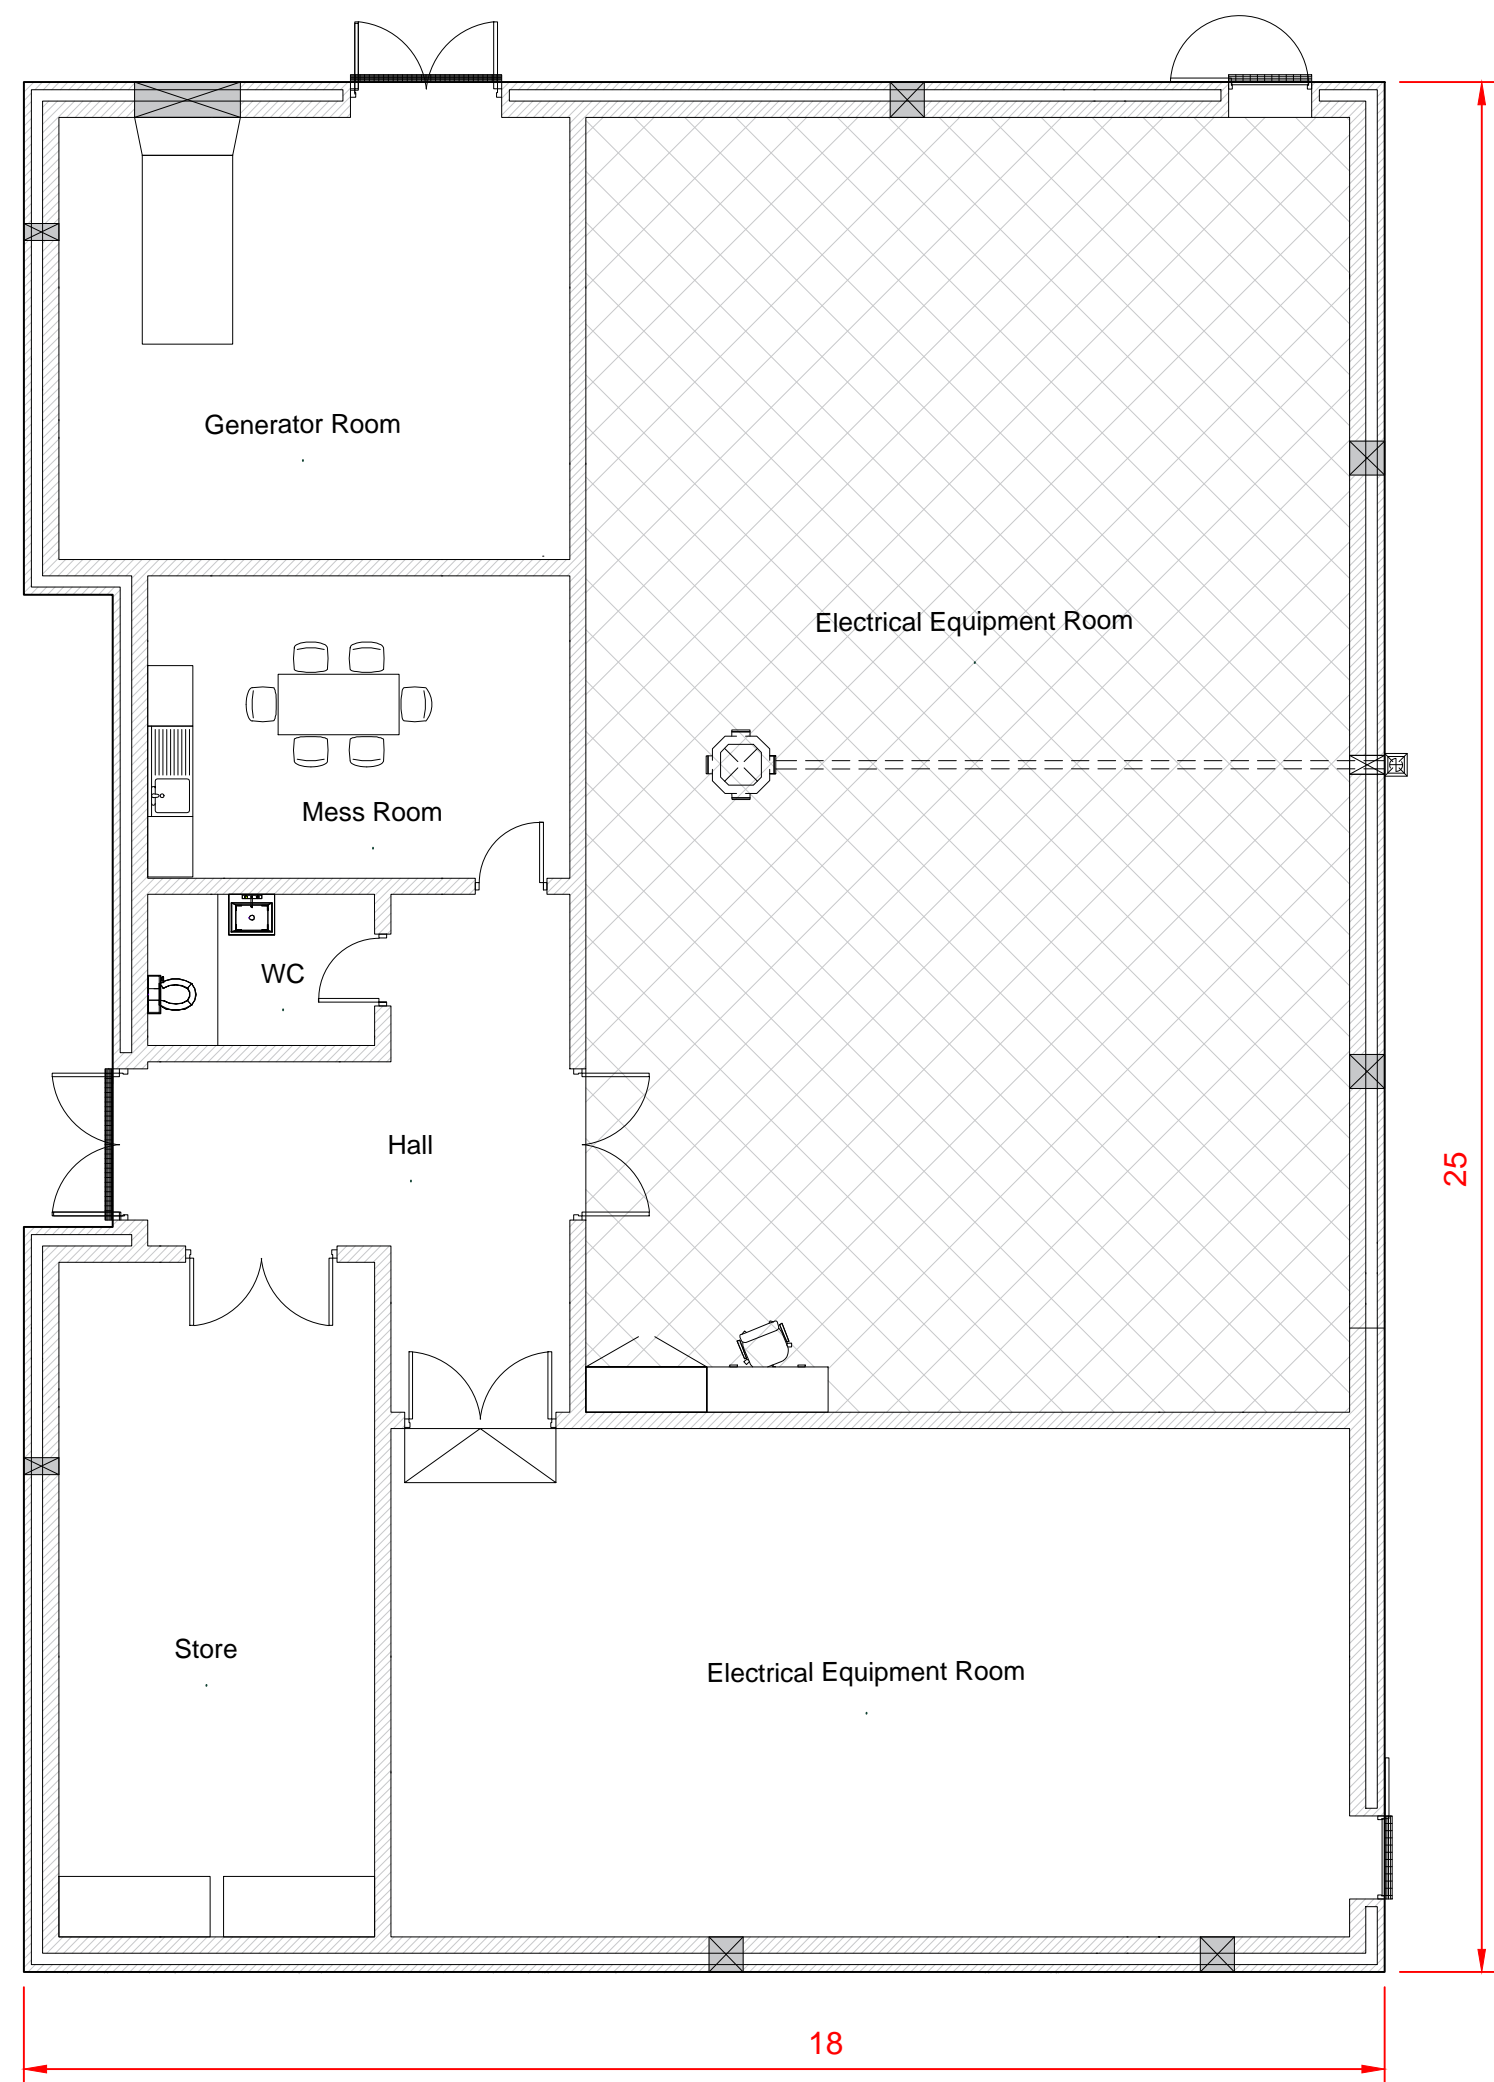 Generator Room
Electrical Equipment Room
Mess Room
WC
Hall
25
Store
Electrical Equipment Room
18